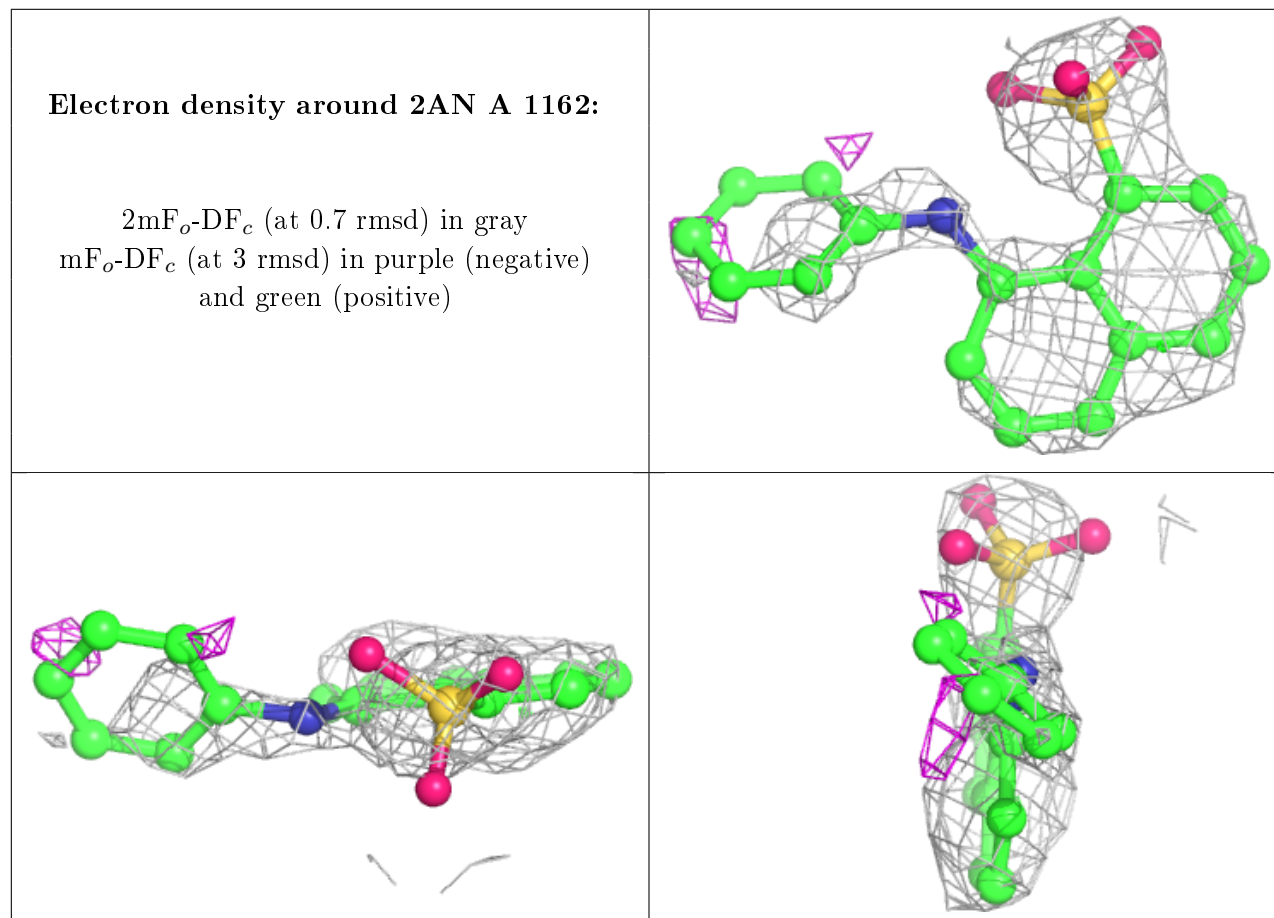 Electron density around 2AN A 1162:
2mFₒ-DF𝒸 (at 0.7 rmsd) in gray
mFₒ-DF𝒸 (at 3 rmsd) in purple (negative)
and green (positive)